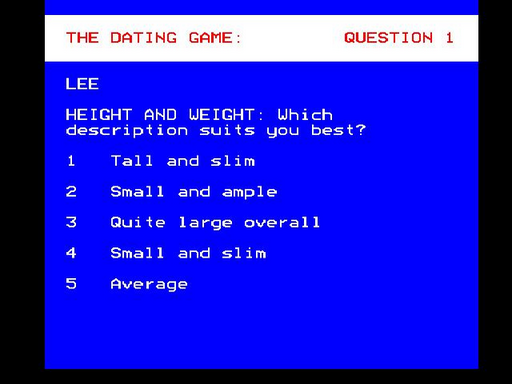 THE DATING GAME: QUESTION 1
LEE
HEIGHT AND WEIGHT: Which
description suits you best?
1 Tall and slim
2 Small and ample
3 Quite large overall
4 Small and slim
5 Average